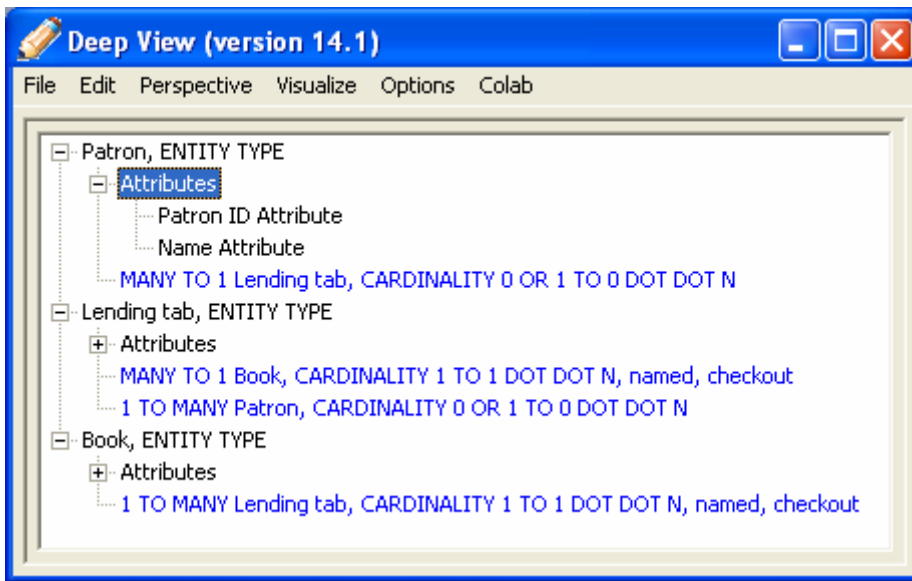 Deep View (version 14.1)
File Edit Perspective Visualize Options Colab
Patron, ENTITY TYPE
Attributes
Patron ID Attribute
Name Attribute
MANY TO 1 Lending tab, CARDINALITY 0 OR 1 TO 0 DOT DOT N
Lending tab, ENTITY TYPE
Attributes
MANY TO 1 Book, CARDINALITY 1 TO 1 DOT DOT N, named, checkout
1 TO MANY Patron, CARDINALITY 0 OR 1 TO 0 DOT DOT N
Book, ENTITY TYPE
Attributes
1 TO MANY Lending tab, CARDINALITY 1 TO 1 DOT DOT N, named, checkout